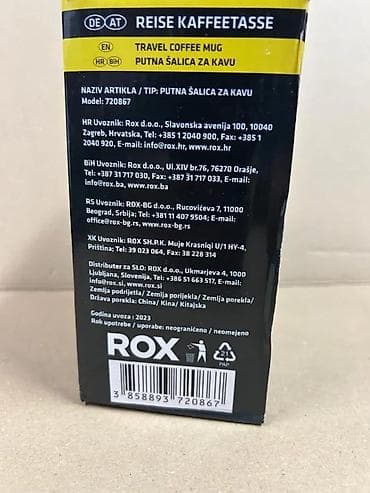 DE AT REISE KAFFEETASSE
EN TRAVEL COFFEE MUG
HR BIH PUTNA ŠALICA ZA KAVU
NAZIV ARTIKLA / TIP: PUTNA ŠALICA ZA KAVU
Model: 720867
HR Uvoznik: Rox d.o.o., Slavonska avenija 100, 10040
Zagreb, Hrvatska, Tel: +385 1 2040 900, Fax: +385 1
2040 920, E-mail: info@rox.hr, www.rox.hr
BiH Uvoznik: Rox d.o.o., Ul.XIV br.76, 76270 Orašje,
Tel: +387 31 717 030, Fax: +387 31 717 033, E-mail:
info@rox.ba, www.rox.ba
RS Uvoznik: ROX-BG d.o.o., Rucovićeva 7, 11000
Beograd, Srbija; Tel: +381 11 407 9504; E-mail:
office@rox-bg.rs, www.rox-bg.rs
XK Uvoznik: ROX SH.P.K. Muje Krasniqi U/1 HY-4,
Priština; Tel: 39 023 064, Fax: 38 228 314
Distributer za SLO: ROX d.o.o., Ukmarjeva 4, 1000
Ljubljana, Slovenija, Tel: +386 51 663 517, E-mail:
info@rox.si, www.rox.si
Zemlja podrijetla/ Zemlja porijekla/ Zemlja porekla/
Država porekla: China/ Kina/ Kitajska
Godina uvoza : 2023
Rok upotrebe / uporabe: neograničeno / neomejeno
ROX
21
PAP
3 858893 720867